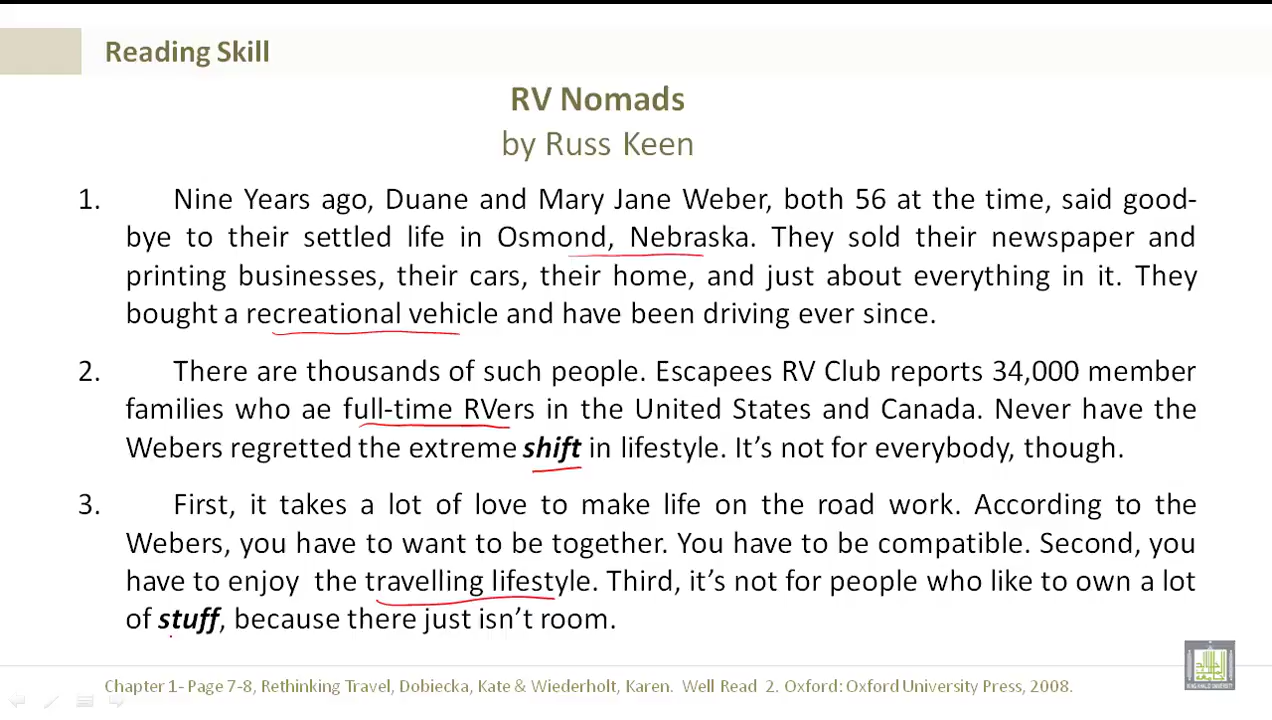 Reading Skill
RV Nomads
by Russ Keen
1. Nine Years ago, Duane and Mary Jane Weber, both 56 at the time, said good-
bye to their settled life in Osmond, Nebraska. They sold their newspaper and
printing businesses, their cars, their home, and just about everything in it. They
bought a recreational vehicle and have been driving ever since.
2. There are thousands of such people. Escapees RV Club reports 34,000 member
families who ae full-time RVers in the United States and Canada. Never have the
Webers regretted the extreme shift in lifestyle. It’s not for everybody, though.
3. First, it takes a lot of love to make life on the road work. According to the
Webers, you have to want to be together. You have to be compatible. Second, you
have to enjoy the travelling lifestyle. Third, it’s not for people who like to own a lot
of stuff, because there just isn’t room.
Chapter 1- Page 7-8, Rethinking Travel, Dobiecka, Kate & Wiederholt, Karen. Well Read 2. Oxford: Oxford University Press, 2008.